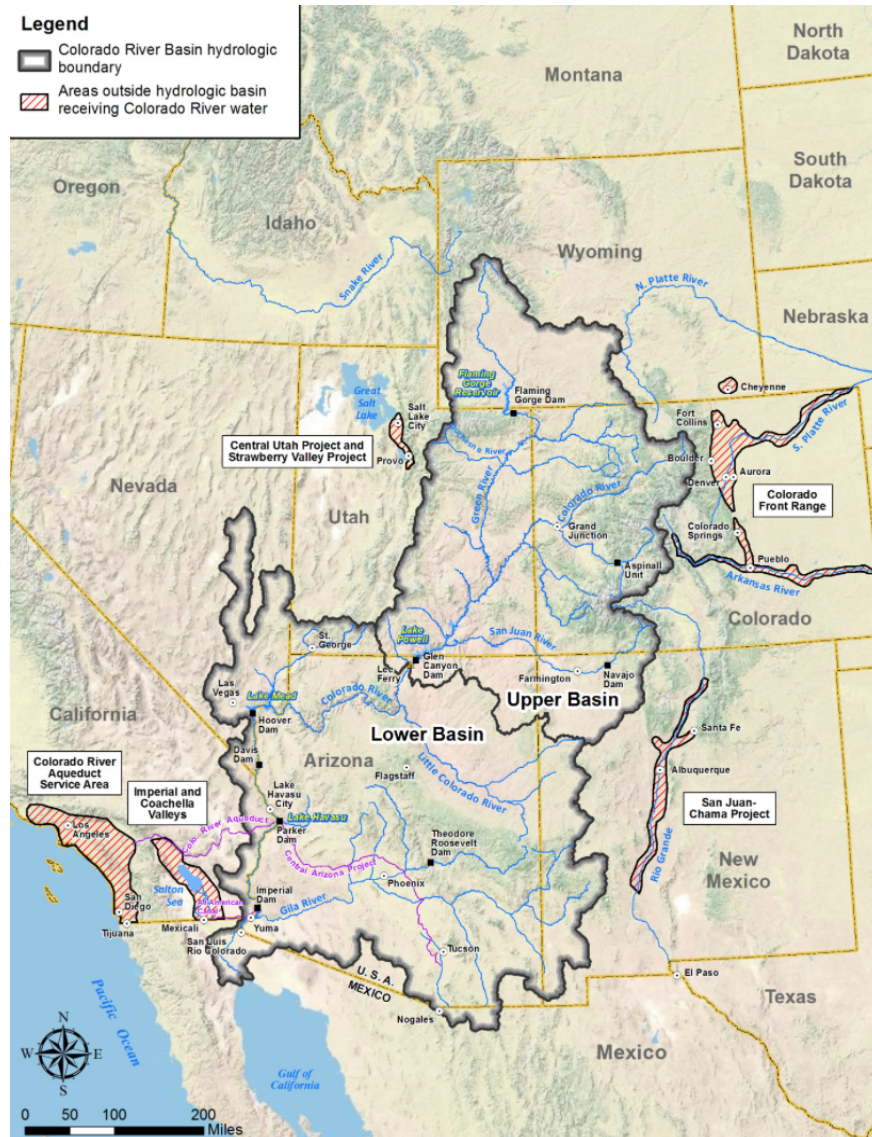 Legend
Colorado River Basin hydrologic
boundary
Areas outside hydrologic basin
receiving Colorado River water
North
Dakota
Montana
South
Dakota
Oregon
Idaho
Wyoming
Snake River
N. Platte River
Nebraska
Flaming
Gorge
Reservoir
Flaming
Gorge Dam
Cheyenne
Great
Salt
Lake
Salt
Lake
City
Fort
Collins
S. Platte River
Central Utah Project and
Strawberry Valley Project
Provo
Boulder
Denver
Aurora
Colorado
Front Range
Nevada
Utah
Green River
Colorado River
Grand
Junction
Colorado
Springs
Pueblo
Aspinall
Unit
Arkansas River
Colorado
St.
George
Lake
Powell
San Juan River
Glen
Canyon
Dam
Ferry
Farmington
Navajo
Dam
Las
Vegas
Lake Mead
Colorado River
Upper Basin
Hoover
Dam
Lower Basin
California
Santa Fe
Davis
Dam
Arizona
Flagstaff
Little Colorado
River
Albuquerque
Colorado River
Aqueduct
Service Area
Imperial and
Coachella
Valleys
Lake
Havasu
City
Lake Havasu
San Juan-
Chama Project
Los
Angeles
Colo. River Aqueduct
Parker
Dam
Theodore
Roosevelt
Dam
Central Arizona Project
Rio Grande
New
Mexico
Phoenix
Salton
Sea
Imperial
Dam
Gila River
San
Diego
All American
Canal
Tijuana
Mexicali
Yuma
San Luis
Rio Colorado
Tucson
U.S.A.
MEXICO
El Paso
Texas
Nogales
Pacific Ocean
Mexico
N
W
E
S
Gulf of
California
0
50
100
200
Miles